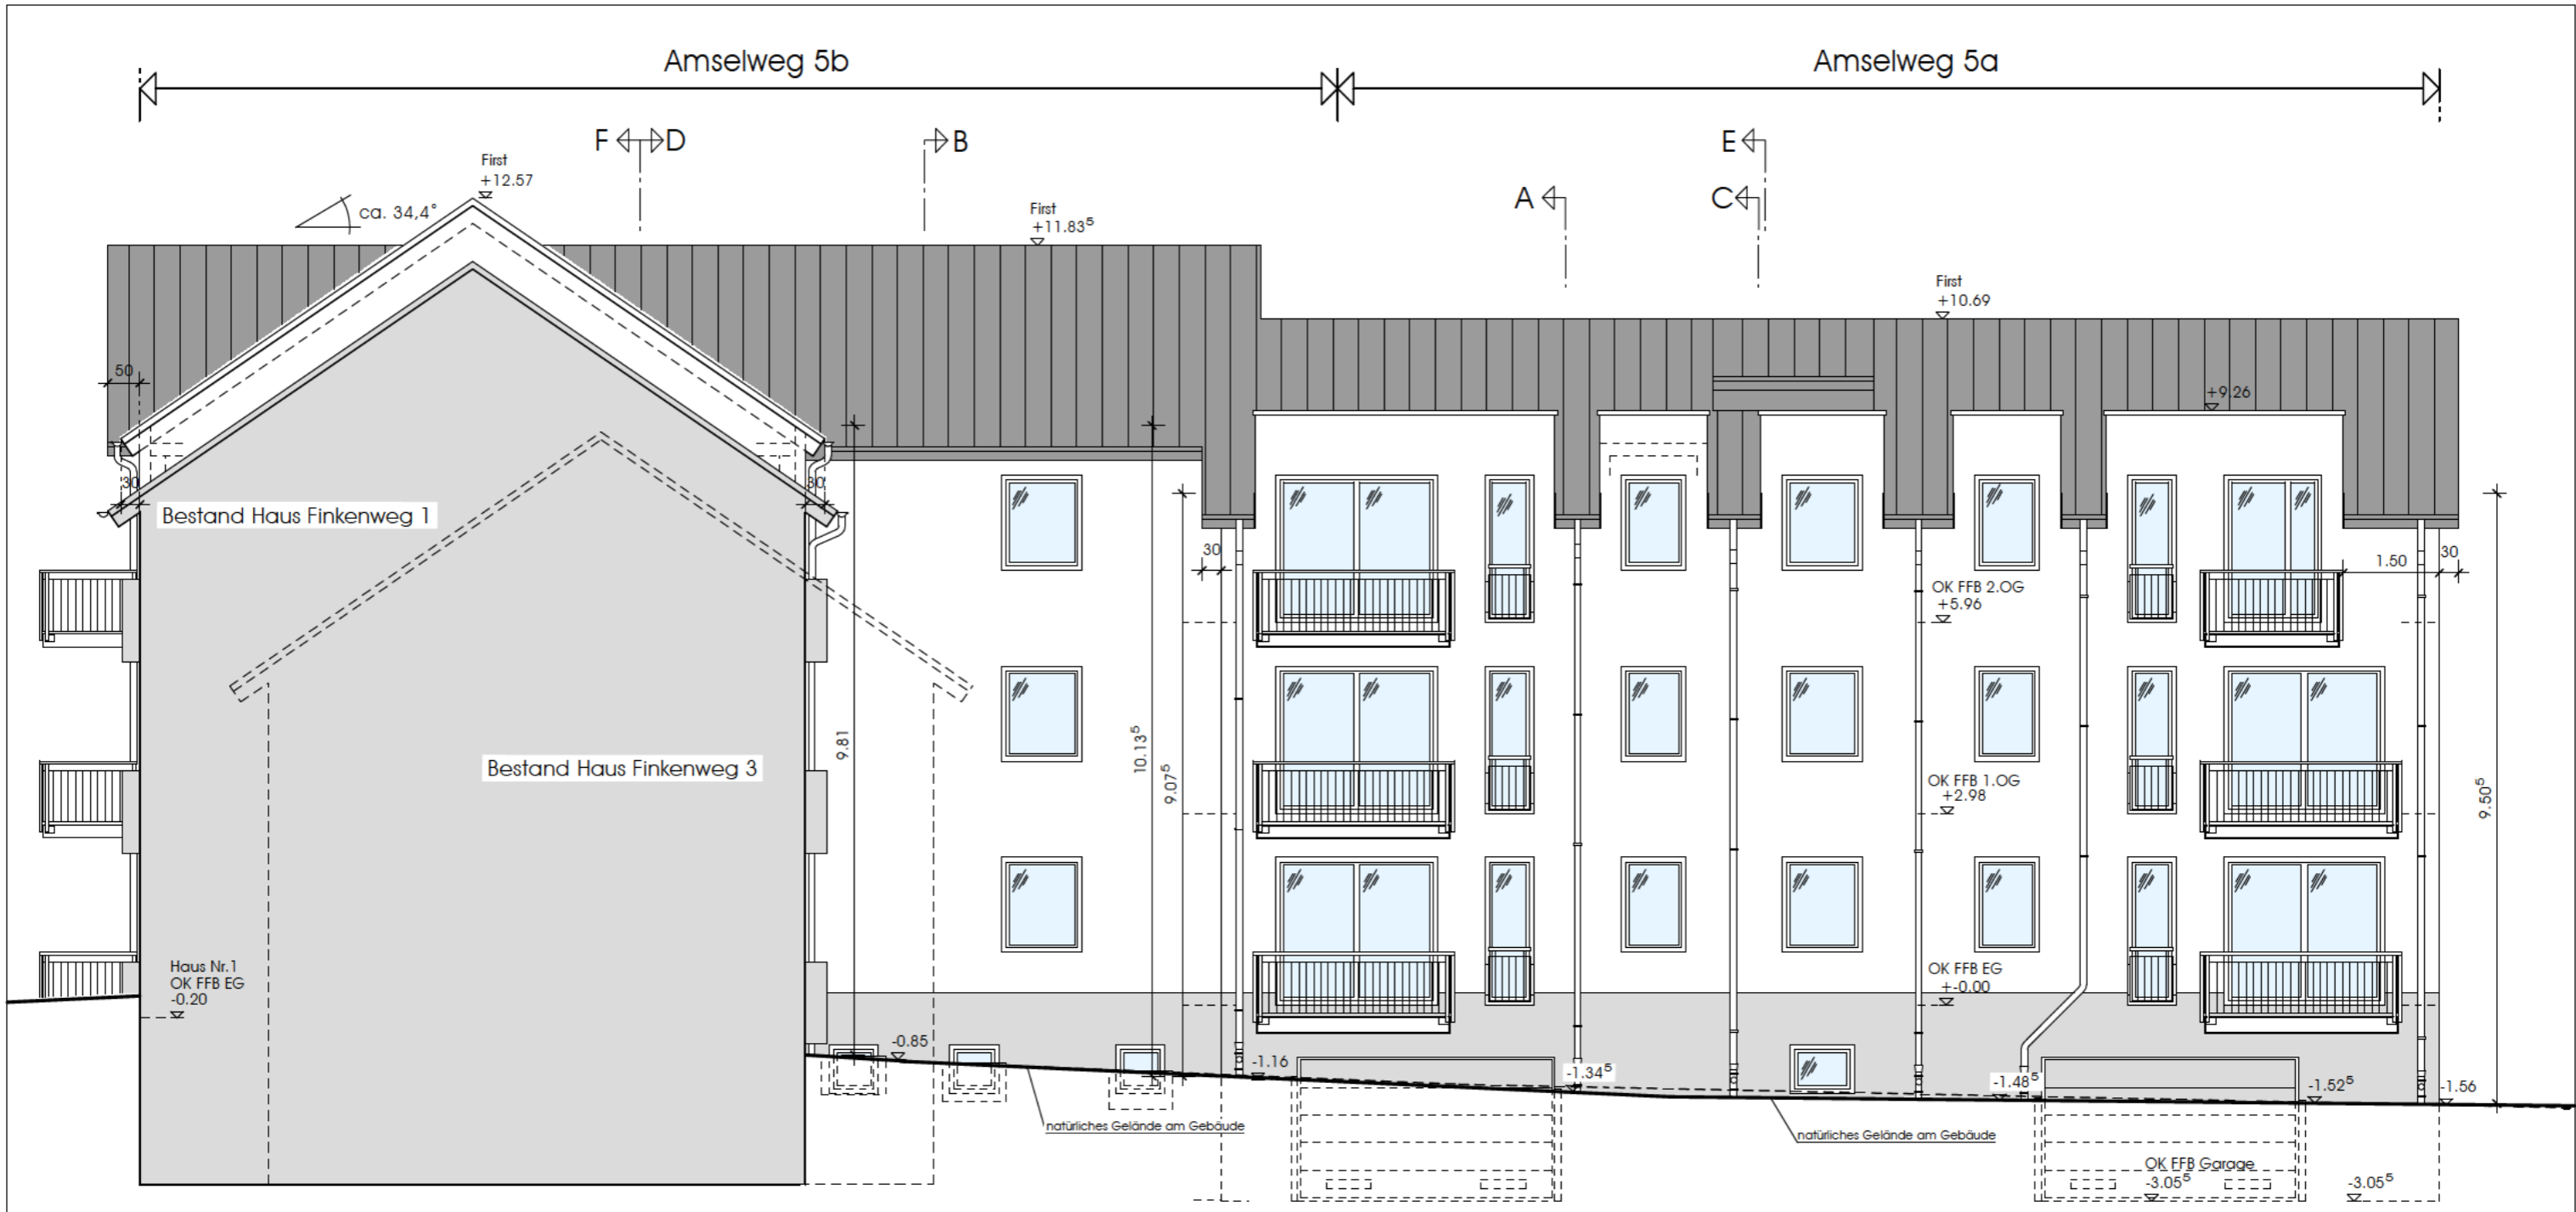 Amselweg 5b
Amselweg 5a
F
D
B
E
A
C
First
+12.57
ca. 34,4°
First
+11.83⁵
First
+10.69
+9.26
50
30
30
Bestand Haus Finkenweg 1
30
1.50
30
OK FFB 2.OG
+5.96
9.81
10.13⁵
9.07⁵
Bestand Haus Finkenweg 3
OK FFB 1.OG
+2.98
9.50⁵
Haus Nr.1
OK FFB EG
-0.20
OK FFB EG
+-0.00
-0.85
-1.16
-1.34⁵
-1.48⁵
-1.52⁵
-1.56
natürliches Gelände am Gebäude
natürliches Gelände am Gebäude
OK FFB Garage
-3.05⁵
-3.05⁵